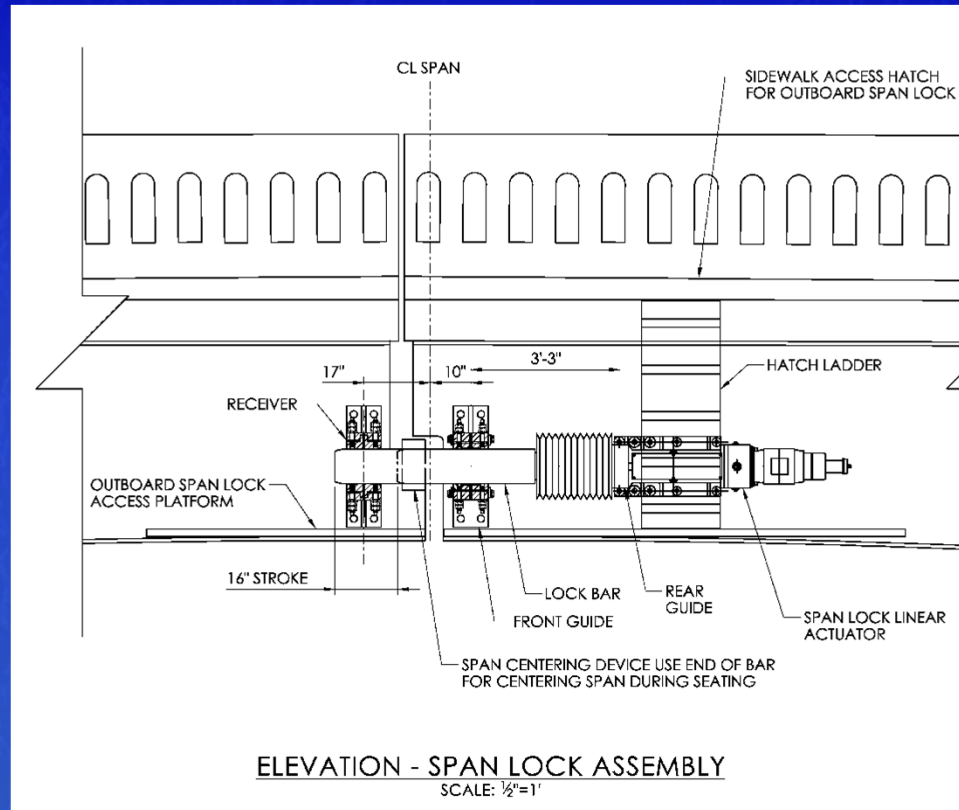 CL SPAN
SIDEWALK ACCESS HATCH
FOR OUTBOARD SPAN LOCK
17"
10"
3'-3"
HATCH LADDER
RECEIVER
OUTBOARD SPAN LOCK
ACCESS PLATFORM
16" STROKE
LOCK BAR
FRONT GUIDE
REAR
GUIDE
SPAN LOCK LINEAR
ACTUATOR
SPAN CENTERING DEVICE USE END OF BAR
FOR CENTERING SPAN DURING SEATING
ELEVATION - SPAN LOCK ASSEMBLY
SCALE: ½"=1'